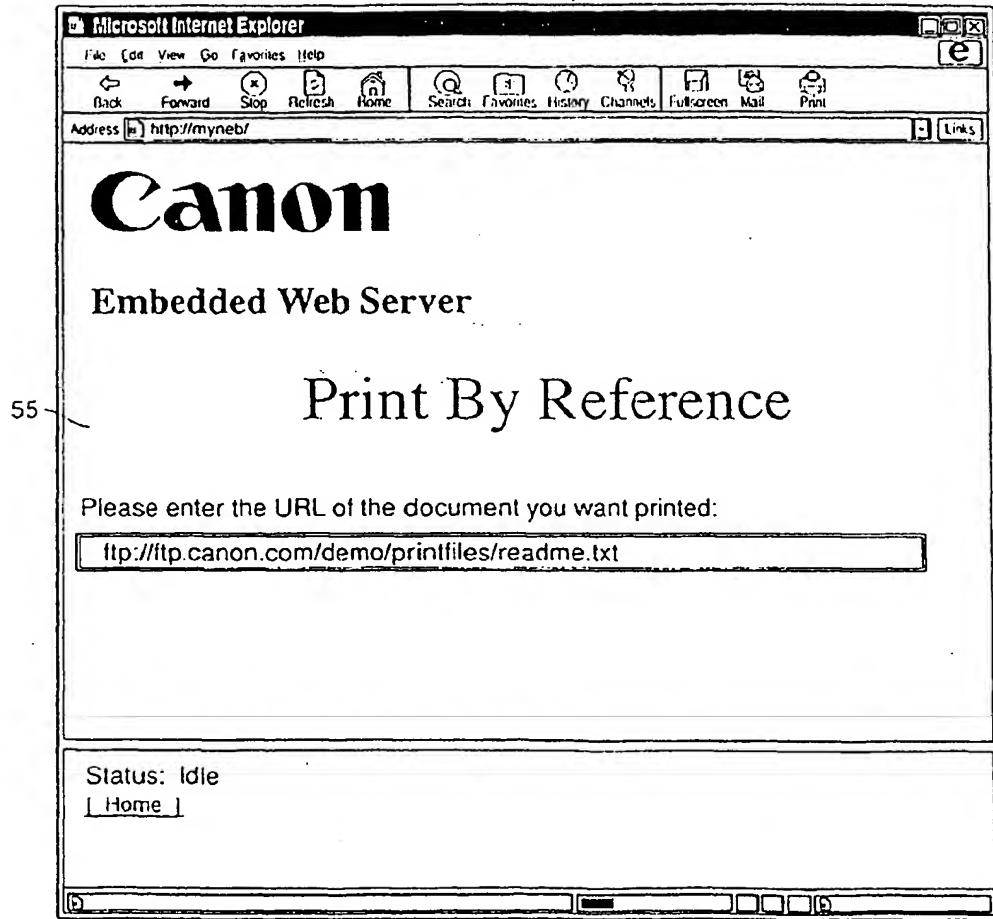 Microsoft Internet Explorer
File Edit View Go Favorites Help
e
Back Forward Stop Refresh Home Search Favorites History Channels Fullscreen Mail Print
Address http://myneb/ Links
Canon
Embedded Web Server
Print By Reference
55
Please enter the URL of the document you want printed:
ftp://ftp.canon.com/demo/printfiles/readme.txt
Status: Idle
[ Home ]